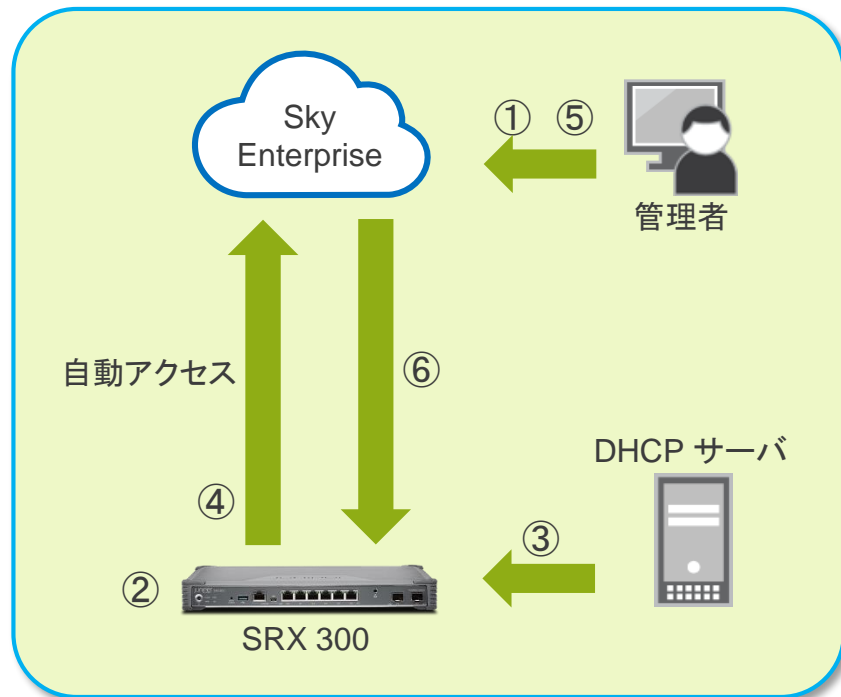 Sky
Enterprise
① ⑤
管理者
自動アクセス
⑥
DHCP サーバ
④
③
②
SRX 300